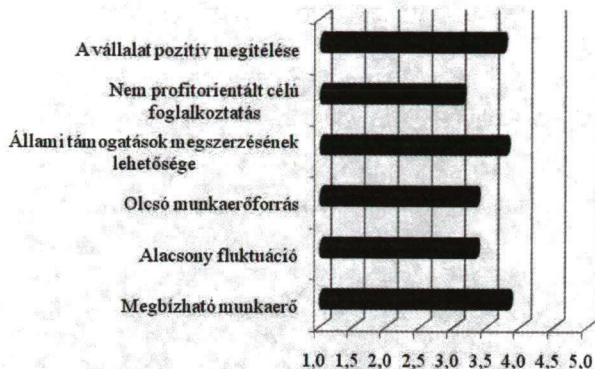 A vállalat pozitív megítélése
Nem profitorientált célú
foglalkoztatás
Állami támogatások megszerzésének
lehetősége
Olcsó munkaerőforrás
Alacsony fluktuáció
Megbízható munkaerő
1,0 1,5 2,0 2,5 3,0 3,5 4,0 4,5 5,0